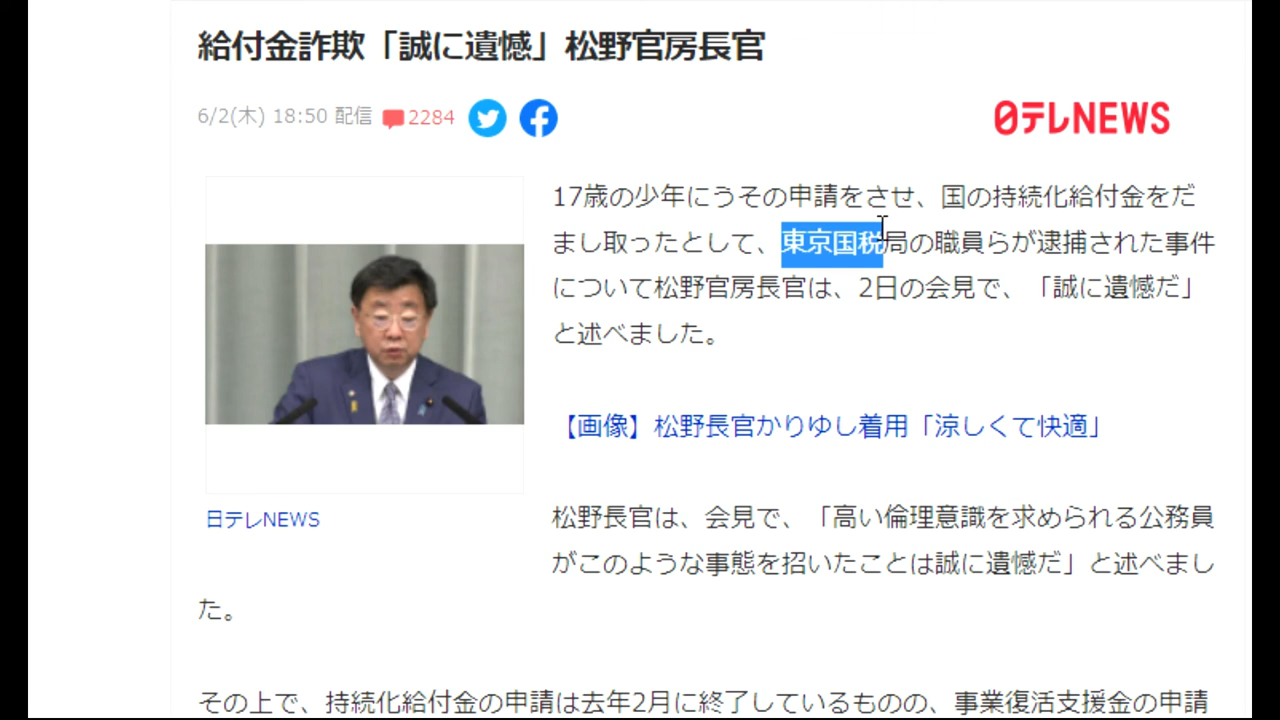 給付金詐欺「誠に遺憾」松野官房長官
6/2(木) 18:50 配信 2284
日テレNEWS
17歳の少年にうその申請をさせ、国の持続化給付金をだ
まし取ったとして、東京国税局の職員らが逮捕された事件
について松野官房長官は、2日の会見で、「誠に遺憾だ」
と述べました。
【画像】松野長官かりゆし着用「涼しくて快適」
日テレNEWS
松野長官は、会見で、「高い倫理意識を求められる公務員
がこのような事態を招いたことは誠に遺憾だ」と述べまし
た。
その上で、持続化給付金の申請は去年2月に終了しているものの、事業復活支援金の申請